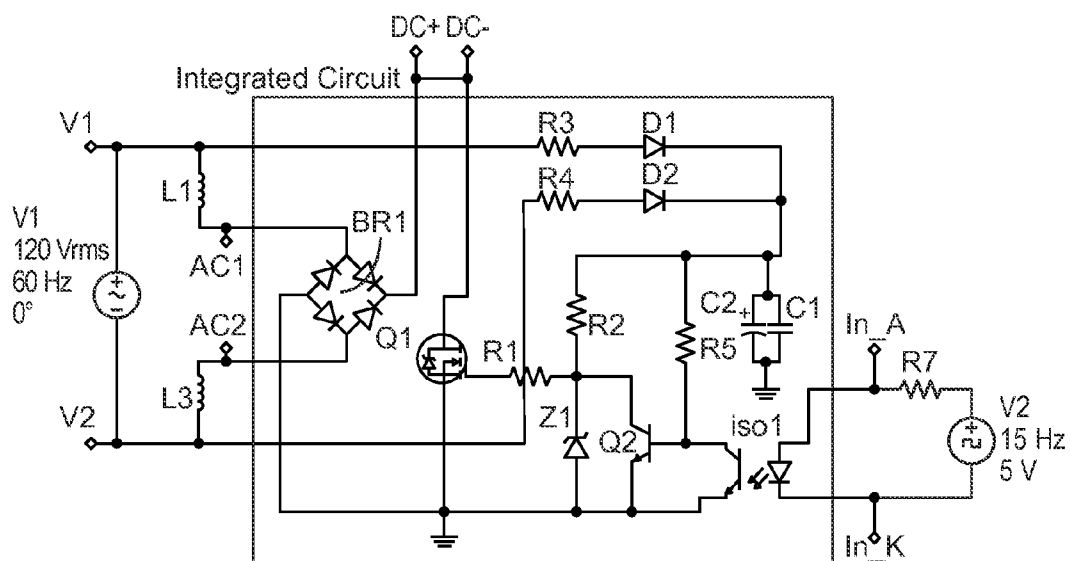 DC+ DC-
Integrated Circuit
V1
R3
D1
R4
D2
L1
BR1
V1
120 Vrms
60 Hz
0°
AC1
C2 +
C1
AC2
Q1
R2
R5
In_A
R1
R7
L3
Z1
iso1
V2
15 Hz
5 V
V2
Q2
In_K